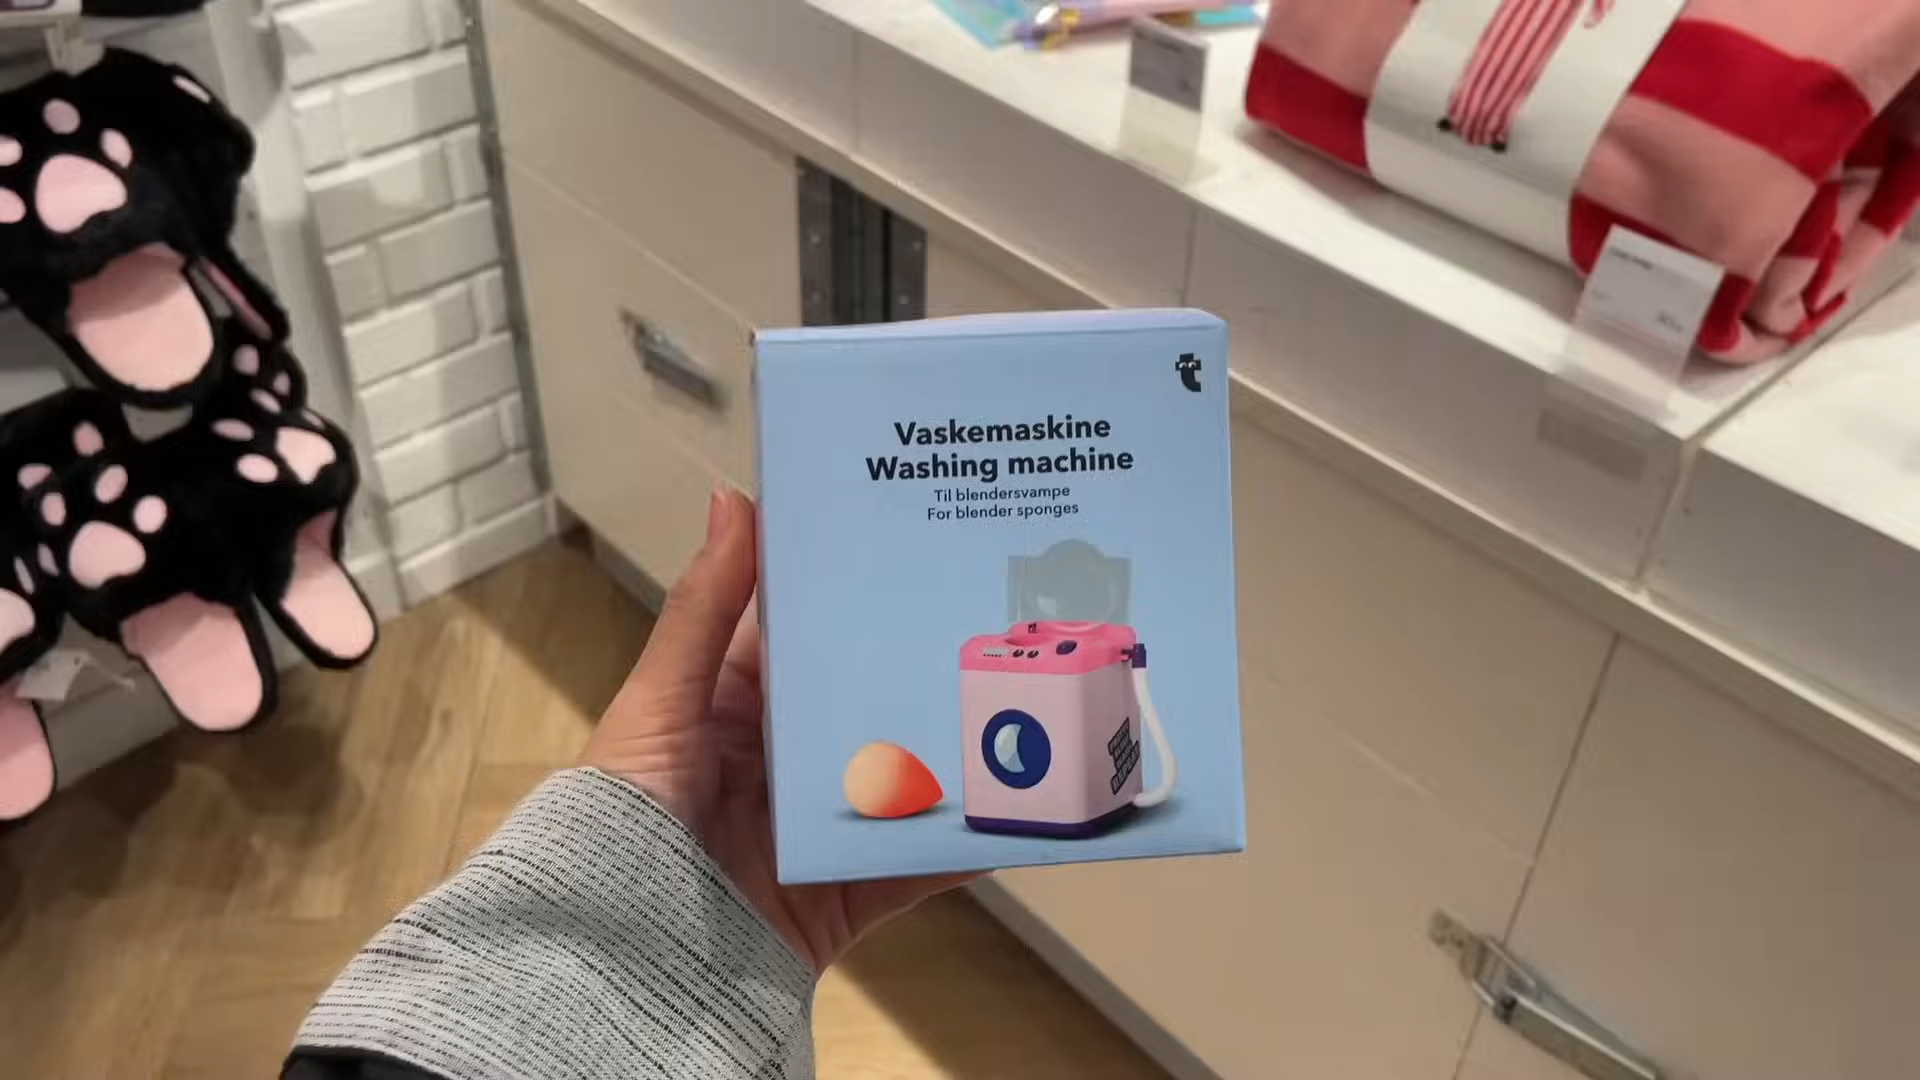 Vaskemaskine
Washing machine
Til blendersvampe
For blender sponges